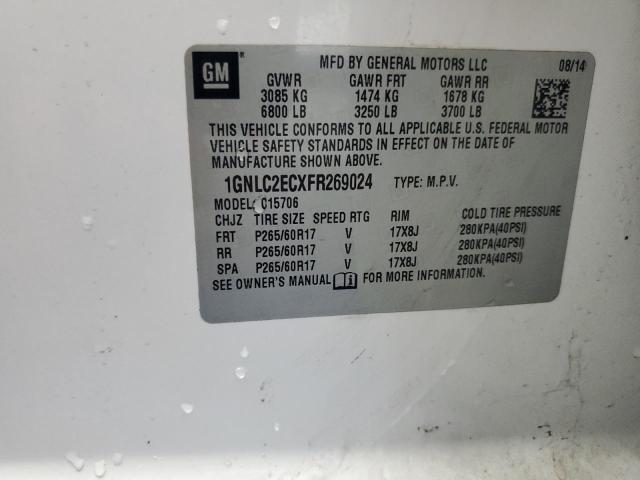 GM
MFD BY GENERAL MOTORS LLC 08/14
GVWR GAWR FRT GAWR RR
3085 KG 1474 KG 1678 KG
6800 LB 3250 LB 3700 LB
THIS VEHICLE CONFORMS TO ALL APPLICABLE U.S. FEDERAL MOTOR
VEHICLE SAFETY STANDARDS IN EFFECT ON THE DATE OF
MANUFACTURE SHOWN ABOVE.
1GNLC2ECXFR269024 TYPE: M.P.V.
MODEL: C15706
CHJZ TIRE SIZE SPEED RTG RIM COLD TIRE PRESSURE
FRT P265/60R17 V 17X8J 280KPA(40PSI)
RR P265/60R17 V 17X8J 280KPA(40PSI)
SPA P265/60R17 V 17X8J 280KPA(40PSI)
SEE OWNER'S MANUAL FOR MORE INFORMATION.